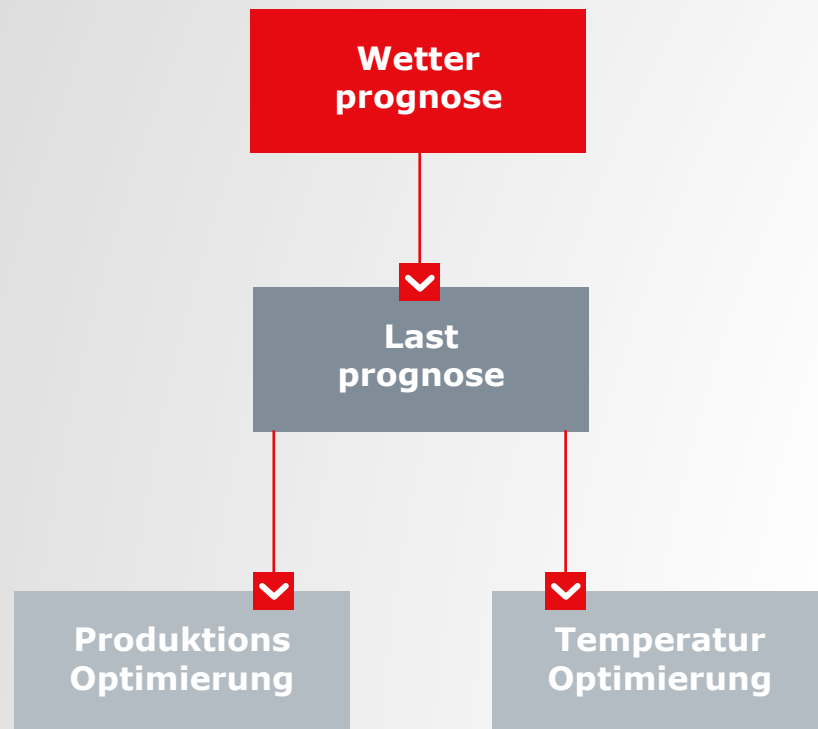 Wetter
prognose
Last
prognose
Produktions
Optimierung
Temperatur
Optimierung